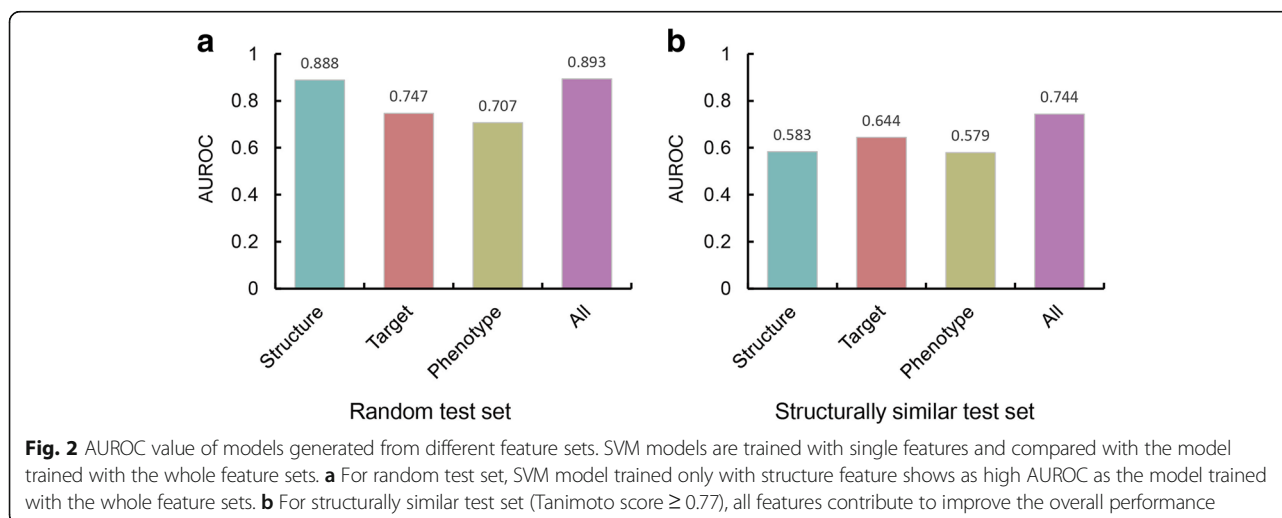 a
1
0.8
0.6
0.4
0.2
0
AUROC
0.888
0.747
0.707
0.893
Structure
Target
Phenotype
All
Random test set
b
1
0.8
0.6
0.4
0.2
0
AUROC
0.583
0.644
0.579
0.744
Structure
Target
Phenotype
All
Structurally similar test set
Fig. 2 AUROC value of models generated from different feature sets. SVM models are trained with single features and compared with the model
trained with the whole feature sets. a For random test set, SVM model trained only with structure feature shows as high AUROC as the model trained
with the whole feature sets. b For structurally similar test set (Tanimoto score ≥ 0.77), all features contribute to improve the overall performance